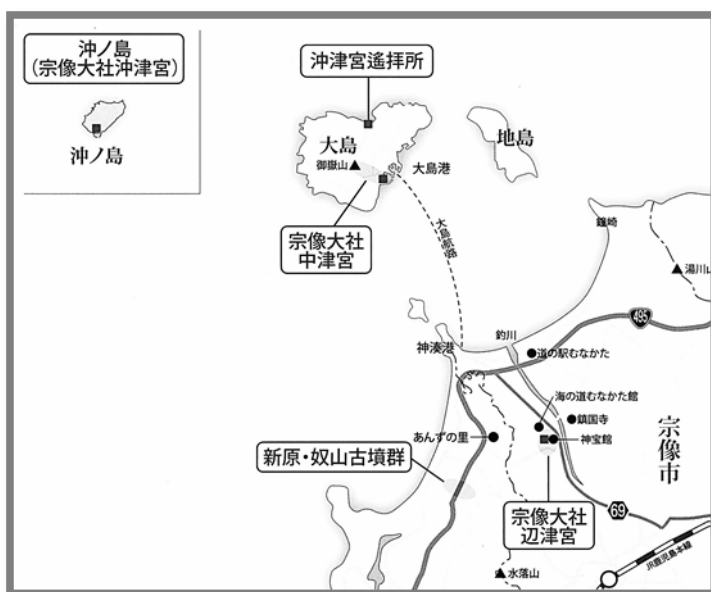 沖ノ島
(宗像大社沖津宮)
沖ノ島
沖津宮遙拝所
大島
御嶽山
大島港
宗像大社
中津宮
地島
大島航路
鐘崎
湯川山
495
釣川
神湊港
道の駅むなかた
海の道むなかた館
鎮国寺
あんずの里
神宝館
宗像市
新原・奴山古墳群
宗像大社
辺津宮
69
JR鹿児島本線
水落山